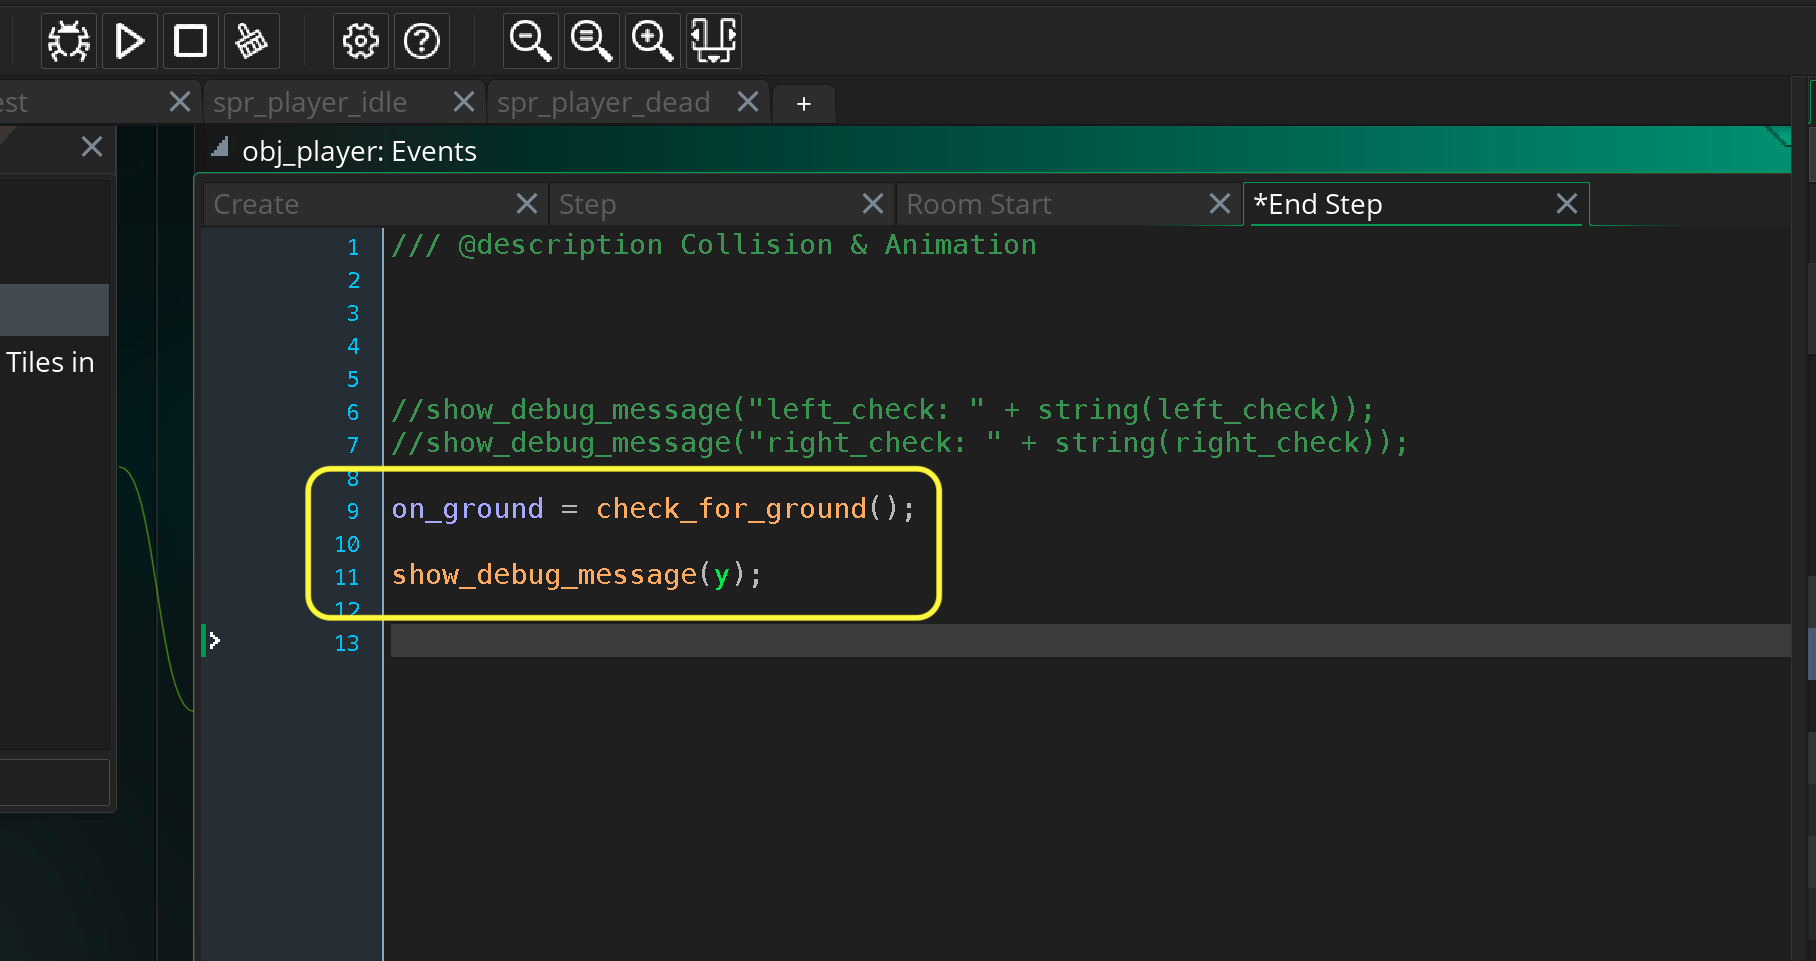 est
spr_player_idle
spr_player_dead
+
obj_player: Events
Create
Step
Room Start
*End Step
Tiles in
1 /// @description Collision & Animation
2
3
4
5
6 //show_debug_message("left_check: " + string(left_check));
7 //show_debug_message("right_check: " + string(right_check));
8
9 on_ground = check_for_ground();
10
11 show_debug_message(y);
12
13